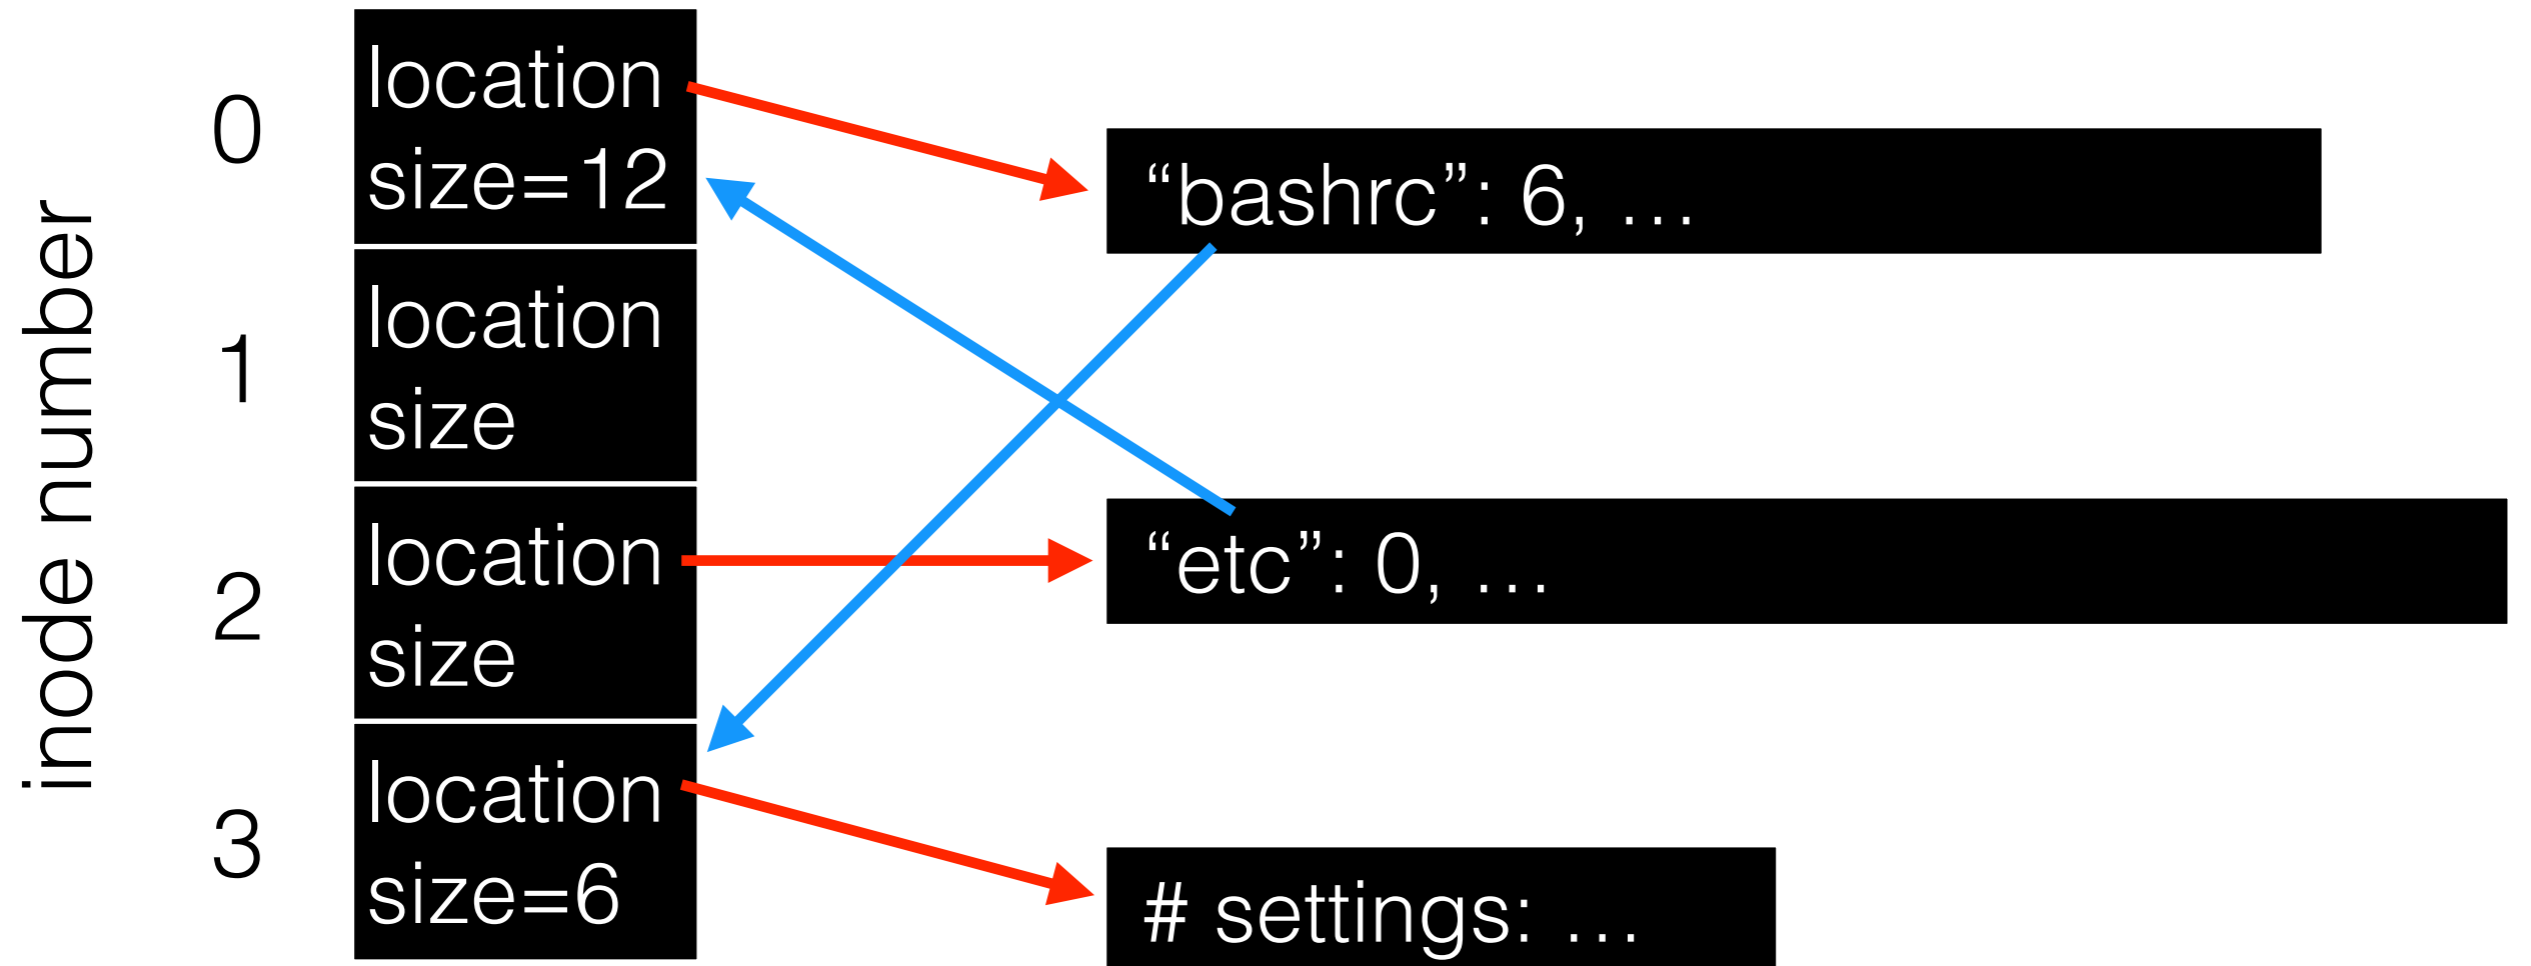 inode number
0
location
size=12
“bashrc”: 6, …
1
location
size
2
location
size
“etc”: 0, …
3
location
size=6
# settings: …